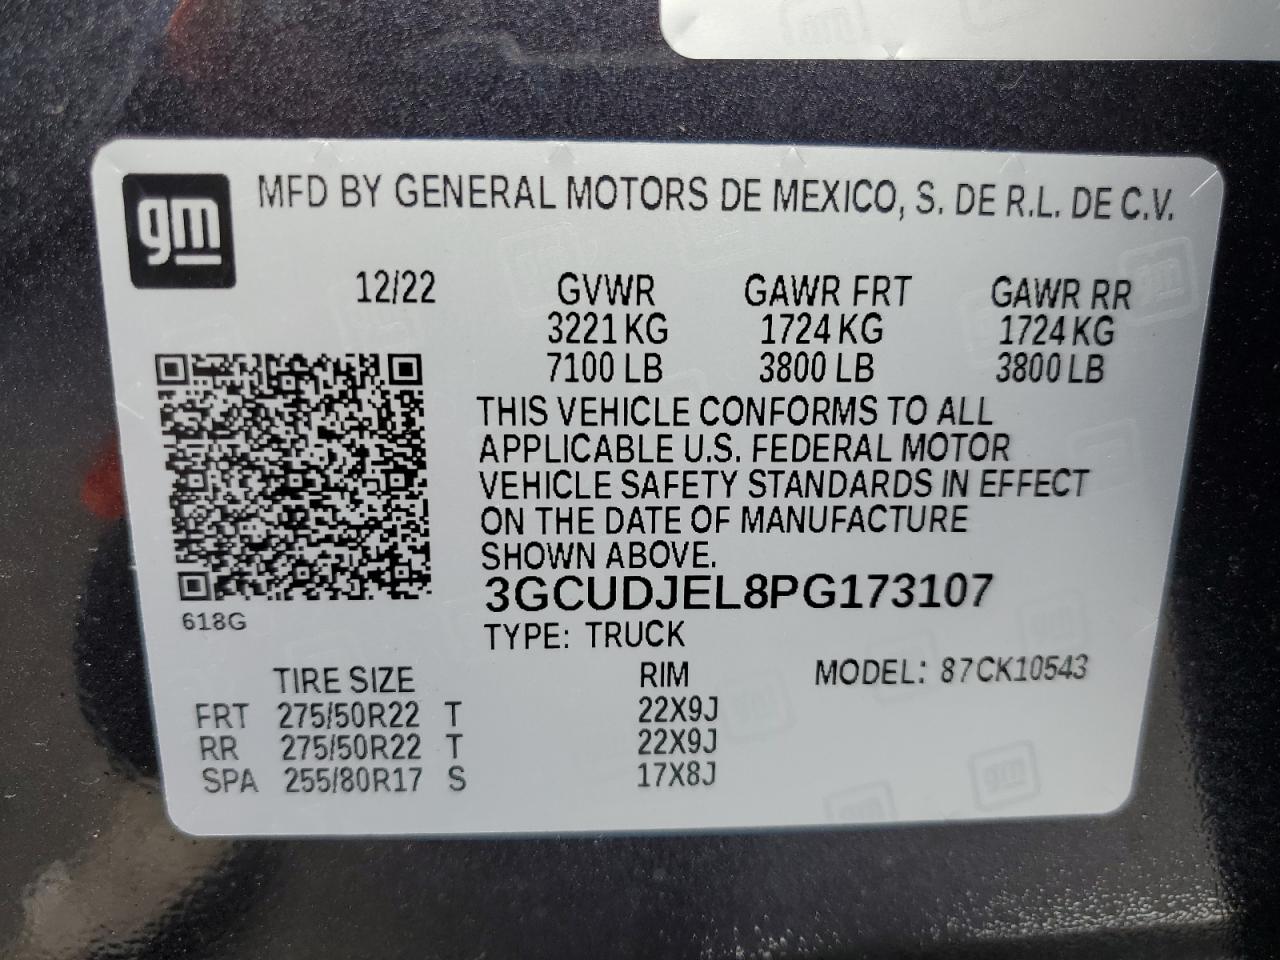 gm MFD BY GENERAL MOTORS DE MEXICO, S. DE R.L. DE C.V.
12/22 GVWR GAWR FRT GAWR RR
3221 KG 1724 KG 1724 KG
7100 LB 3800 LB 3800 LB
THIS VEHICLE CONFORMS TO ALL
APPLICABLE U.S. FEDERAL MOTOR
VEHICLE SAFETY STANDARDS IN EFFECT
ON THE DATE OF MANUFACTURE
SHOWN ABOVE.
3GCUDJEL8PG173107
618G
TYPE: TRUCK
TIRE SIZE RIM MODEL: 87CK10543
FRT 275/50R22 T 22X9J
RR 275/50R22 T 22X9J
SPA 255/80R17 S 17X8J